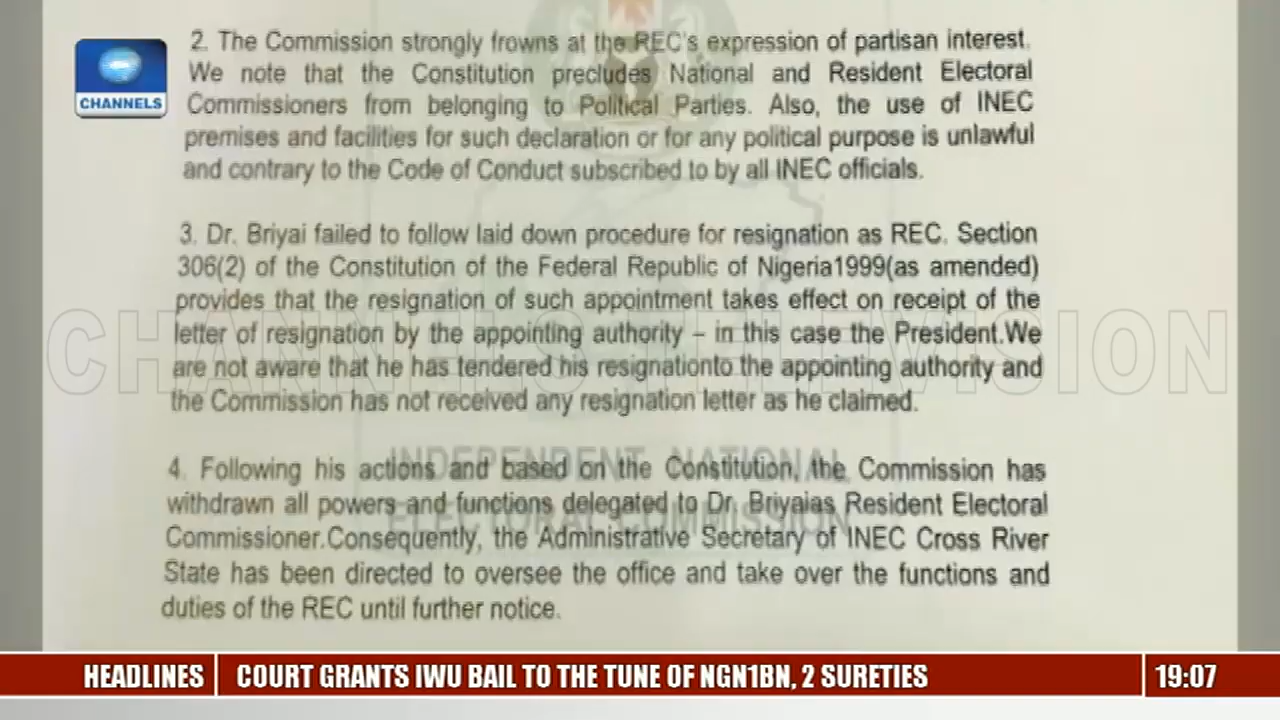 2. The Commission strongly frowns at the REC's expression of partisan interest.
We note that the Constitution precludes National and Resident Electoral
Commissioners from belonging to Political Parties. Also, the use of INEC
premises and facilities for such declaration or for any political purpose is unlawful
and contrary to the Code of Conduct subscribed to by all INEC officials.
CHANNELS
3. Dr. Briyai failed to follow laid down procedure for resignation as REC. Section
306(2) of the Constitution of the Federal Republic of Nigeria1999(as amended)
provides that the resignation of such appointment takes effect on receipt of the
letter of resignation by the appointing authority – in this case the President.We
are not aware that he has tendered his resignationto the appointing authority and
the Commission has not received any resignation letter as he claimed.
CHANNELS TELEVISION
4. Following his actions and based on the Constitution, the Commission has
withdrawn all powers and functions delegated to Dr. Briyaias Resident Electoral
Commissioner.Consequently, the Administrative Secretary of INEC Cross River
State has been directed to oversee the office and take over the functions and
duties of the REC until further notice.
INDEPENDENT NATIONAL
ELECTORAL COMMISSION
HEADLINES COURT GRANTS IWU BAIL TO THE TUNE OF NGN1BN, 2 SURETIES 19:07